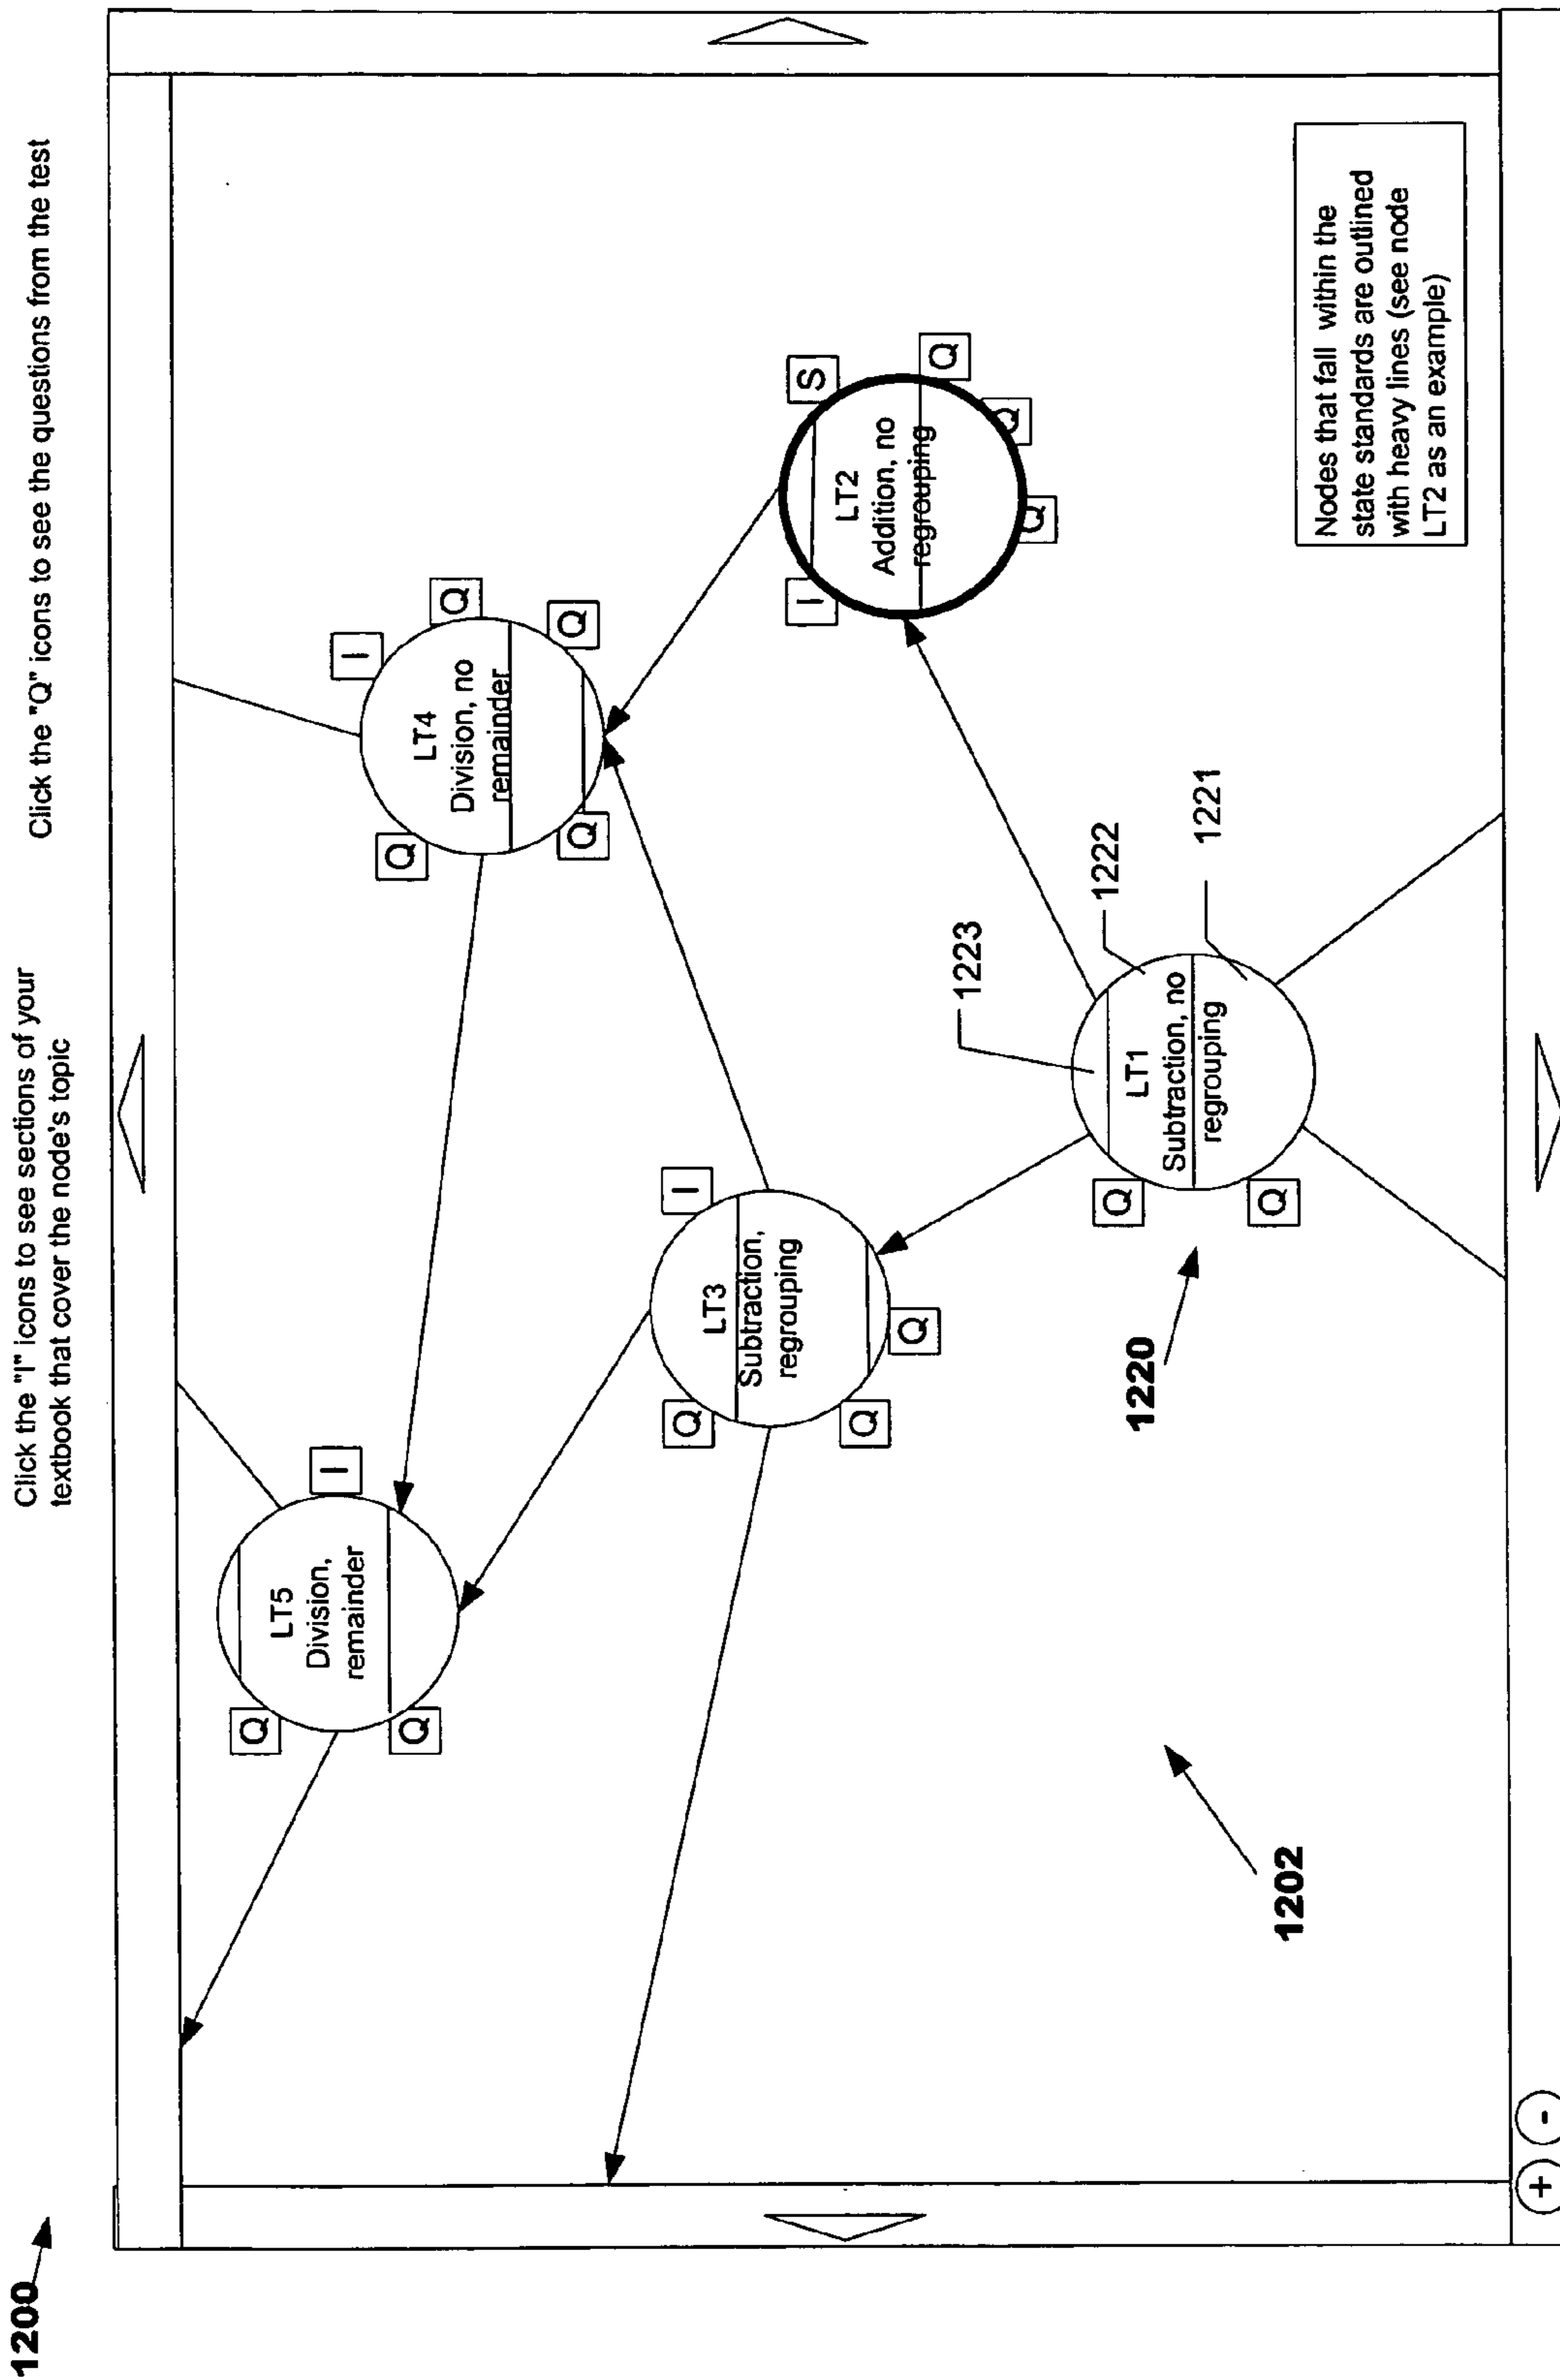 1200
Click the "I" icons to see sections of your
textbook that cover the node's topic
Click the "Q" icons to see the questions from the test
Q
I
LT5
Division,
remainder
Q
Q
I
Q
LT4
Division, no
remainder
Q
Q
Q
I
LT3
Subtraction,
regrouping
Q
Q
I
S
LT2
Addition, no
regrouping
Q
Q
Q
1223
1222
1221
Q
LT1
Subtraction, no
regrouping
Q
1220
1202
Nodes that fall within the
state standards are outlined
with heavy lines (see node
LT2 as an example)
+
-